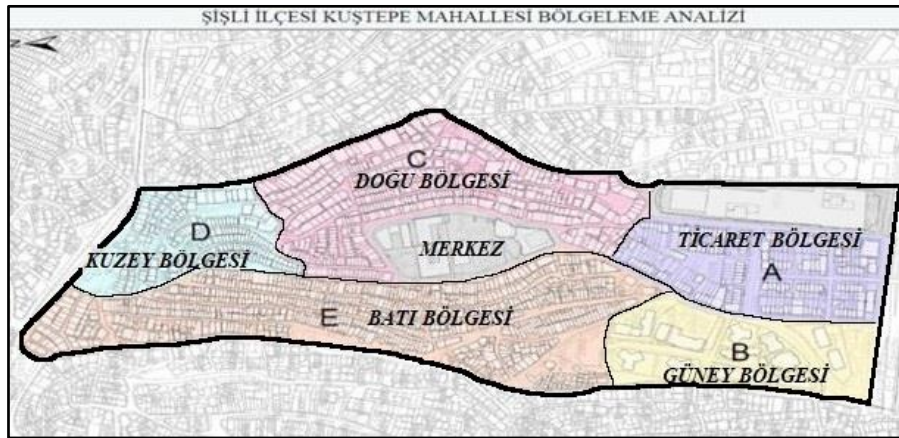 ŞİŞLİ İLÇESİ KUŞTEPE MAHALLESİ BÖLGELEME ANALİZİ
C
DOĞU BÖLGESİ
D
KUZEY BÖLGESİ
MERKEZ
TİCARET BÖLGESİ
A
E
BATI BÖLGESİ
B
GÜNEY BÖLGESİ